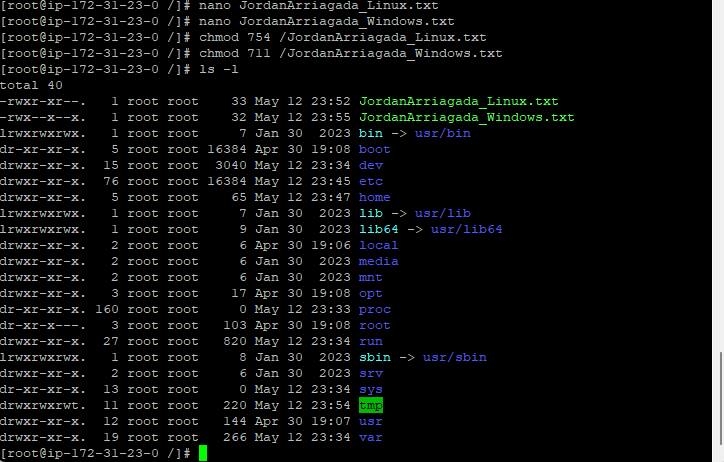 [root@ip-172-31-23-0 /]# nano JordanArriagada_Linux.txt
[root@ip-172-31-23-0 /]# nano JordanArriagada_Windows.txt
[root@ip-172-31-23-0 /]# chmod 754 /JordanArriagada_Linux.txt
[root@ip-172-31-23-0 /]# chmod 711 /JordanArriagada_Windows.txt
[root@ip-172-31-23-0 /]# ls -l
total 40
-rwxr-xr--.   1 root root    33 May 12 23:52 JordanArriagada_Linux.txt
-rwx--x--x.   1 root root    32 May 12 23:55 JordanArriagada_Windows.txt
lrwxrwxrwx.   1 root root     7 Jan 30  2023 bin -> usr/bin
dr-xr-xr-x.   5 root root 16384 Apr 30 19:08 boot
drwxr-xr-x.  15 root root  3040 May 12 23:34 dev
drwxr-xr-x.  76 root root 16384 May 12 23:45 etc
drwxr-xr-x.   5 root root    65 May 12 23:47 home
lrwxrwxrwx.   1 root root     7 Jan 30  2023 lib -> usr/lib
lrwxrwxrwx.   1 root root     9 Jan 30  2023 lib64 -> usr/lib64
drwxr-xr-x.   2 root root     6 Apr 30 19:06 local
drwxr-xr-x.   2 root root     6 Jan 30  2023 media
drwxr-xr-x.   2 root root     6 Jan 30  2023 mnt
drwxr-xr-x.   3 root root    17 Apr 30 19:08 opt
dr-xr-xr-x. 160 root root     0 May 12 23:33 proc
dr-xr-x---.   3 root root   103 Apr 30 19:08 root
drwxr-xr-x.  27 root root   820 May 12 23:34 run
lrwxrwxrwx.   1 root root     8 Jan 30  2023 sbin -> usr/sbin
drwxr-xr-x.   2 root root     6 Jan 30  2023 srv
dr-xr-xr-x.  13 root root     0 May 12 23:34 sys
drwxrwxrwt.  11 root root   220 May 12 23:54 tmp
drwxr-xr-x.  12 root root   144 Apr 30 19:07 usr
drwxr-xr-x.  19 root root   266 May 12 23:34 var
[root@ip-172-31-23-0 /]#